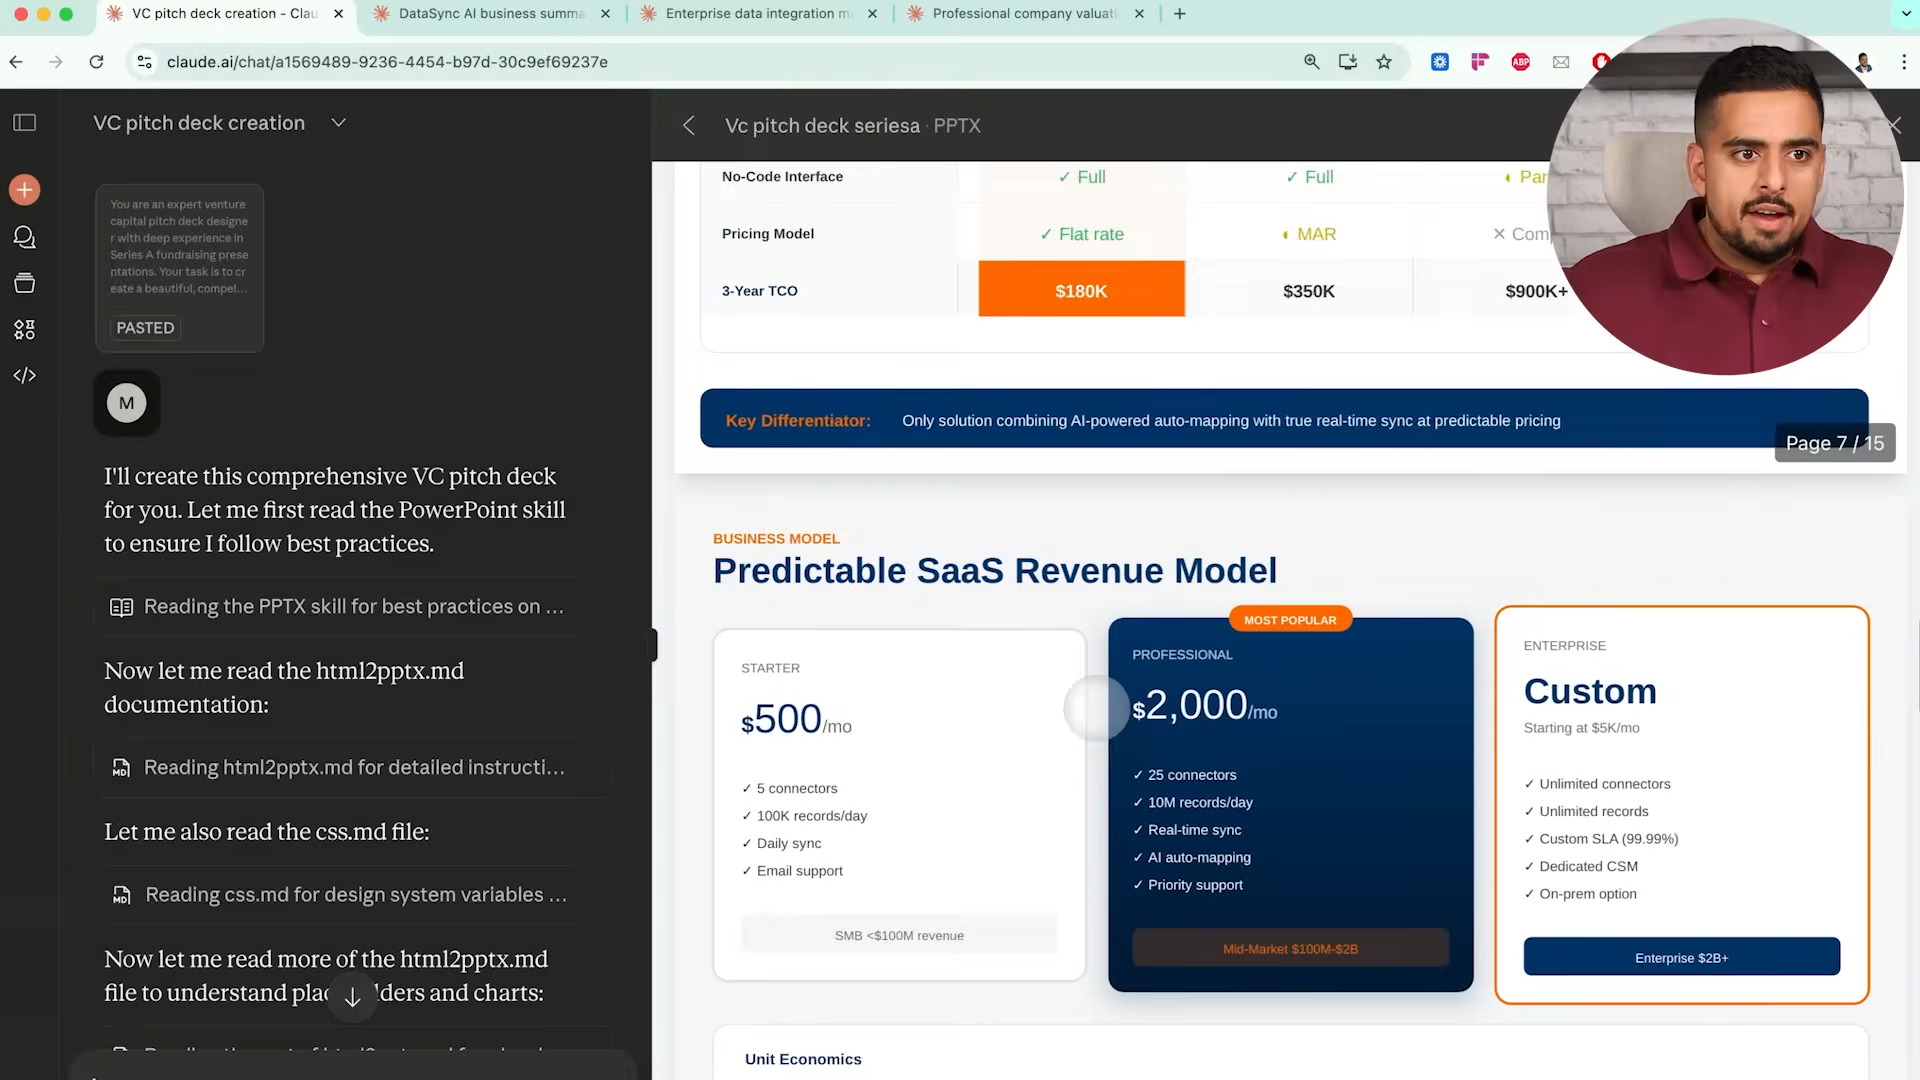 VC pitch deck creation - Clau
DataSync AI business summa
Enterprise data integration m
Professional company valuati
claude.ai/chat/a1569489-9236-4454-b97d-30c9ef69237e
ABP
VC pitch deck creation
Vc pitch deck seriesa · PPTX
You are an expert venture
capital pitch deck designe
r with deep experience in
Series A fundraising prese
ntations. Your task is to cr
eate a beautiful, compel...
PASTED
M
I'll create this comprehensive VC pitch deck
for you. Let me first read the PowerPoint skill
to ensure I follow best practices.
Reading the PPTX skill for best practices on ...
Now let me read the html2pptx.md
documentation:
MD Reading html2pptx.md for detailed instructi...
Let me also read the css.md file:
MD Reading css.md for design system variables ...
Now let me read more of the html2pptx.md
file to understand lders and charts:
No-Code Interface ✓ Full ✓ Full Par
Pricing Model ✓ Flat rate MAR ✕ Com
3-Year TCO $180K $350K $900K+
Key Differentiator: Only solution combining AI-powered auto-mapping with true real-time sync at predictable pricing
Page 7 / 15
BUSINESS MODEL
Predictable SaaS Revenue Model
STARTER
$500/mo
✓ 5 connectors
✓ 100K records/day
✓ Daily sync
✓ Email support
SMB <$100M revenue
MOST POPULAR
PROFESSIONAL
$2,000/mo
✓ 25 connectors
✓ 10M records/day
✓ Real-time sync
✓ AI auto-mapping
✓ Priority support
Mid-Market $100M-$2B
ENTERPRISE
Custom
Starting at $5K/mo
✓ Unlimited connectors
✓ Unlimited records
✓ Custom SLA (99.99%)
✓ Dedicated CSM
✓ On-prem option
Enterprise $2B+
Unit Economics